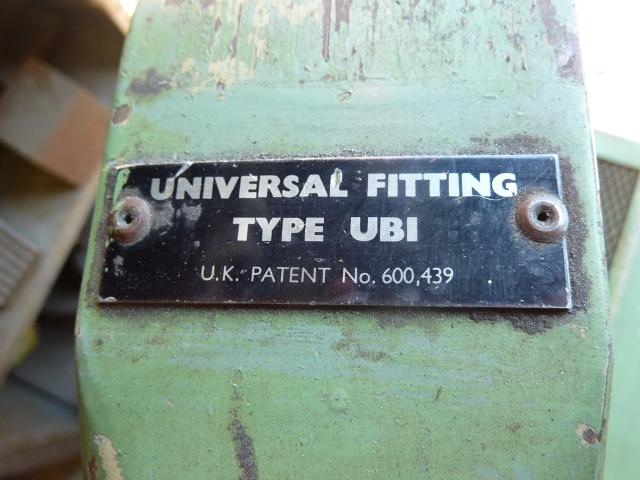 UNIVERSAL FITTING
TYPE UBI
U.K. PATENT No. 600,439